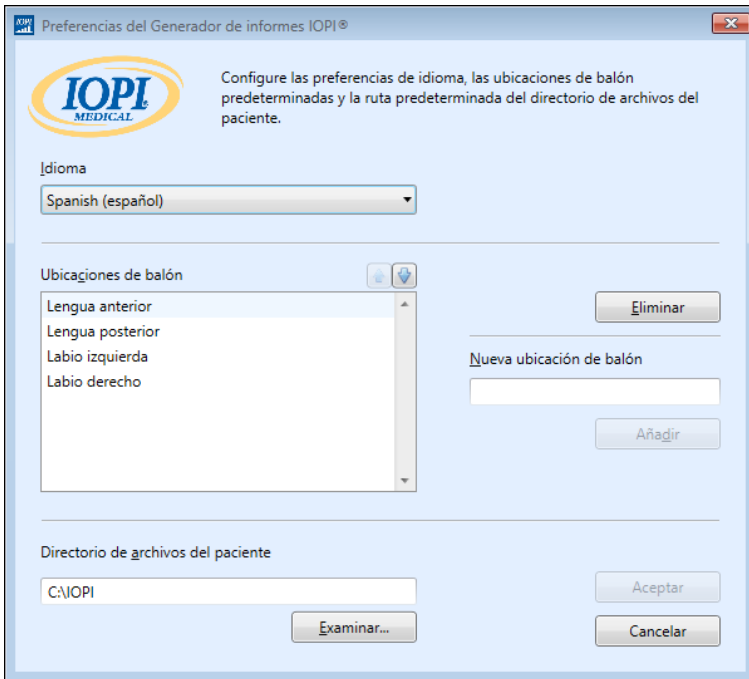 IOPI
Preferencias del Generador de informes IOPI®
IOPI®
MEDICAL
Configure las preferencias de idioma, las ubicaciones de balón
predeterminadas y la ruta predeterminada del directorio de archivos del
paciente.
Idioma
Spanish (español)
Ubicaciones de balón
Lengua anterior
Lengua posterior
Labio izquierda
Labio derecho
Eliminar
Nueva ubicación de balón
Añadir
Directorio de archivos del paciente
C:\IOPI
Examinar...
Aceptar
Cancelar